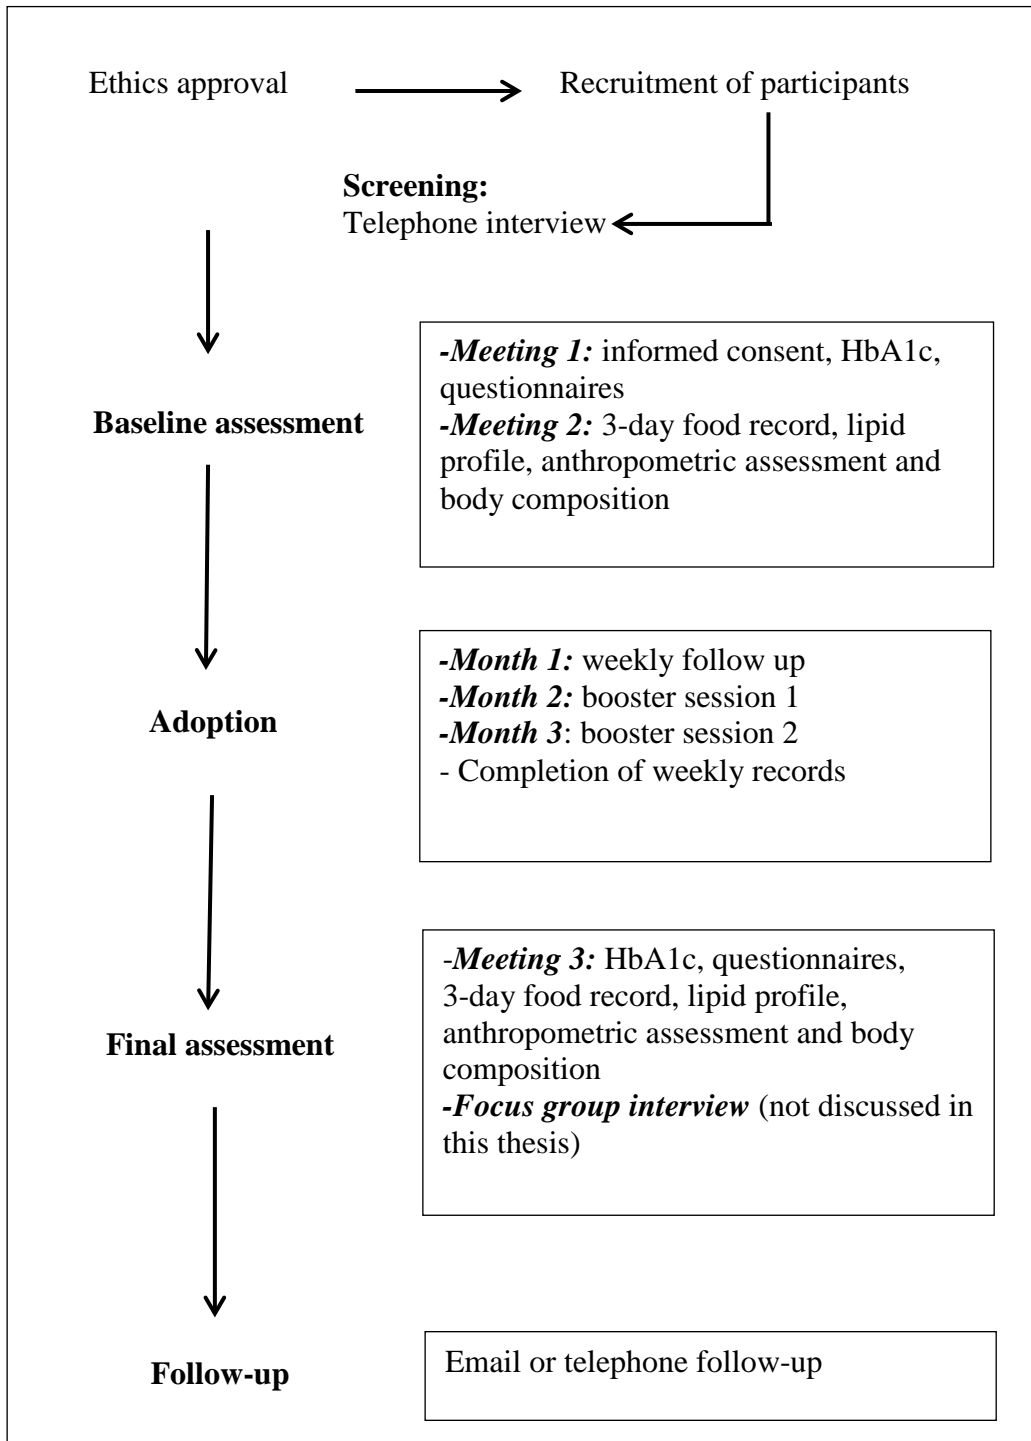 Ethics approval
Recruitment of participants
Screening:
Telephone interview
Baseline assessment
-Meeting 1: informed consent, HbA1c,
questionnaires
-Meeting 2: 3-day food record, lipid
profile, anthropometric assessment and
body composition
Adoption
-Month 1: weekly follow up
-Month 2: booster session 1
-Month 3: booster session 2
- Completion of weekly records
Final assessment
-Meeting 3: HbA1c, questionnaires,
3-day food record, lipid profile,
anthropometric assessment and body
composition
-Focus group interview (not discussed in
this thesis)
Follow-up
Email or telephone follow-up